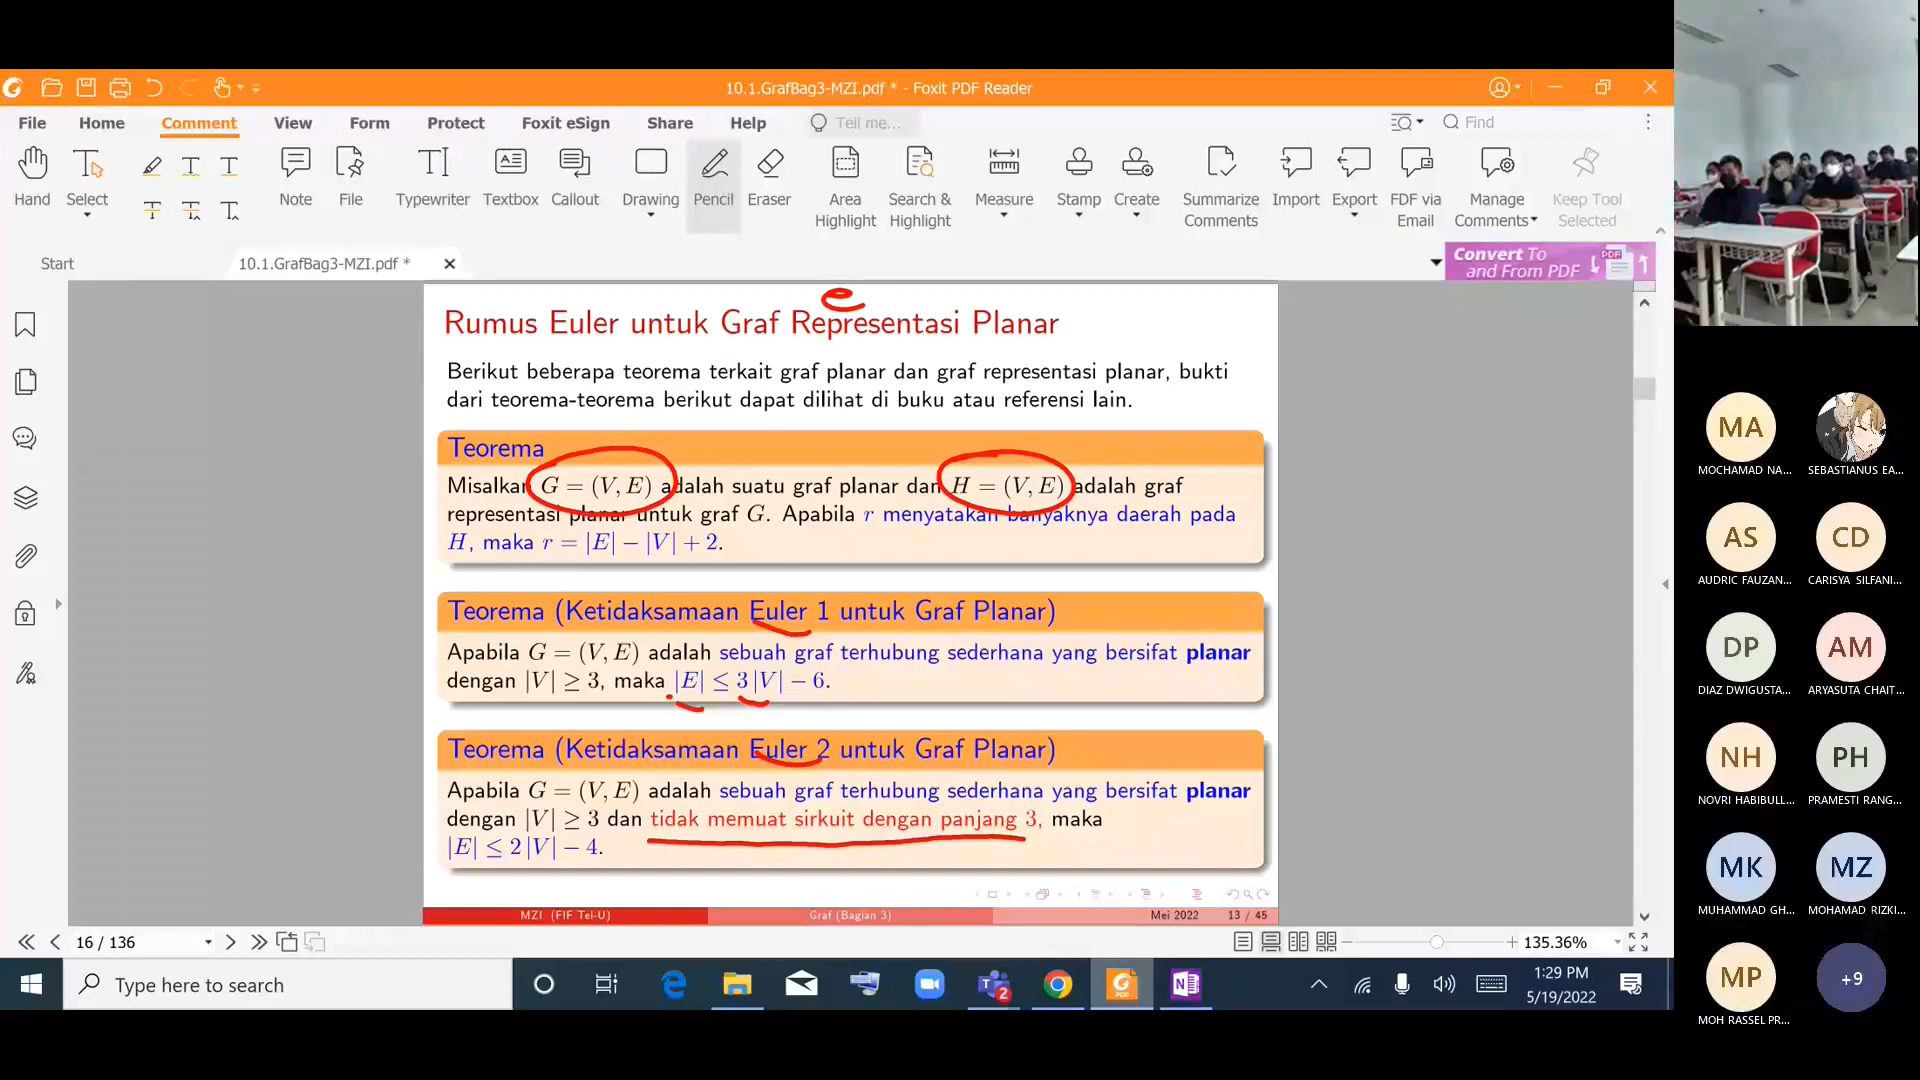 10.1.GrafBag3-MZI.pdf * - Foxit PDF Reader
File Home Comment View Form Protect Foxit eSign Share Help Tell me... Find
Hand Select Note File Typewriter Textbox Callout Drawing Pencil Eraser Area Highlight Search & Highlight Measure Stamp Create Summarize Comments Import Export FDF via Email Manage Comments Keep Tool Selected
Start 10.1.GrafBag3-MZI.pdf *
Convert To and From PDF
PDF
e
Rumus Euler untuk Graf Representasi Planar
Berikut beberapa teorema terkait graf planar dan graf representasi planar, bukti
dari teorema-teorema berikut dapat dilihat di buku atau referensi lain.
Teorema
Misalkan G = (V, E) adalah suatu graf planar dan H = (V, E) adalah graf
representasi planar untuk graf G. Apabila r menyatakan banyaknya daerah pada
H, maka r = |E| − |V| + 2.
Teorema (Ketidaksamaan Euler 1 untuk Graf Planar)
Apabila G = (V, E) adalah sebuah graf terhubung sederhana yang bersifat planar
dengan |V| ≥ 3, maka |E| ≤ 3 |V| − 6.
Teorema (Ketidaksamaan Euler 2 untuk Graf Planar)
Apabila G = (V, E) adalah sebuah graf terhubung sederhana yang bersifat planar
dengan |V| ≥ 3 dan tidak memuat sirkuit dengan panjang 3, maka
|E| ≤ 2 |V| − 4.
MZI (FIF Tel-U) Graf (Bagian 3) Mei 2022 13 / 45
16 / 136 135.36%
Type here to search
2
1:29 PM
5/19/2022
MA
MOCHAMAD NA...
SEBASTIANUS EA...
AS CD
AUDRIC FAUZAN... CARISYA SILFANI...
DP AM
DIAZ DWIGUSTA... ARYASUTA CHAIT...
NH PH
NOVRI HABIBULL... PRAMESTI RANG...
MK MZ
MUHAMMAD GH... MOHAMAD RIZKI...
MP +9
MOH RASSEL PR...